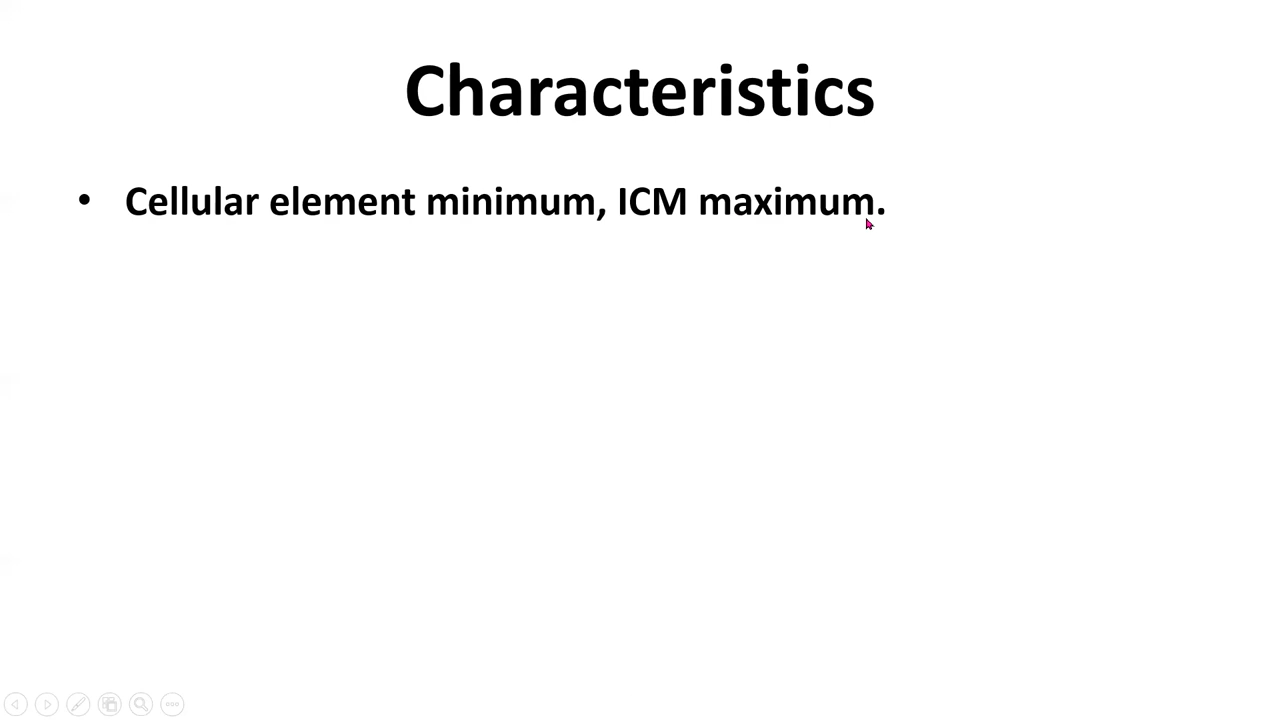 Characteristics
• Cellular element minimum, ICM maximum.